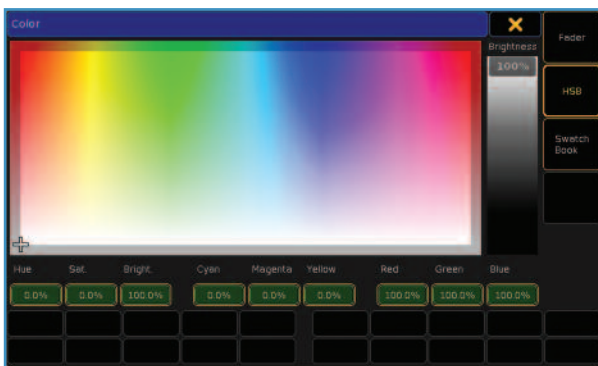 Color
Brightness
Fader
100%
HSB
Swatch
Book
Hue Sat. Bright. Cyan Magenta Yellow Red Green Blue
0.0% 0.0% 100.0% 0.0% 0.0% 0.0% 100.0% 100.0% 100.0%